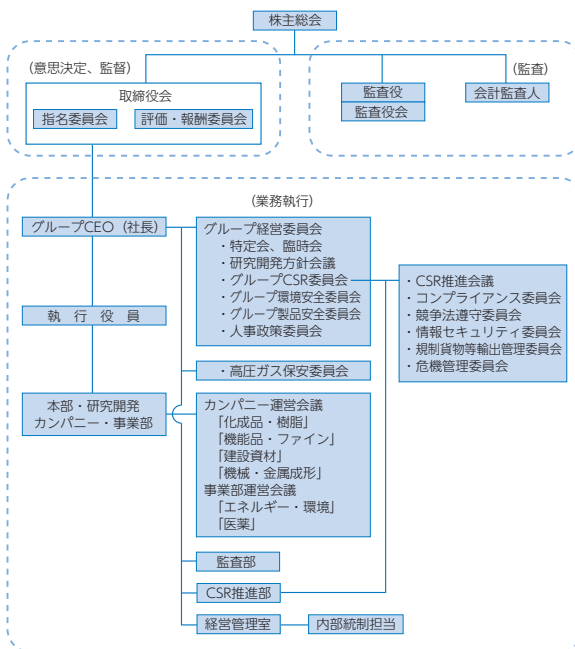 株主総会
（意思決定、監督）
取締役会
指名委員会
評価・報酬委員会
（監査）
監査役
監査役会
会計監査人
（業務執行）
グループCEO（社長）
執行役員
本部・研究開発
カンパニー・事業部
グループ経営委員会
・特定会、臨時会
・研究開発方針会議
・グループCSR委員会
・グループ環境安全委員会
・グループ製品安全委員会
・人事政策委員会
・CSR推進会議
・コンプライアンス委員会
・競争法遵守委員会
・情報セキュリティ委員会
・規制貨物等輸出管理委員会
・危機管理委員会
・高圧ガス保安委員会
カンパニー運営会議
「化成品・樹脂」
「機能品・ファイン」
「建設資材」
「機械・金属成形」
事業部運営会議
「エネルギー・環境」
「医薬」
監査部
CSR推進部
経営管理室
内部統制担当